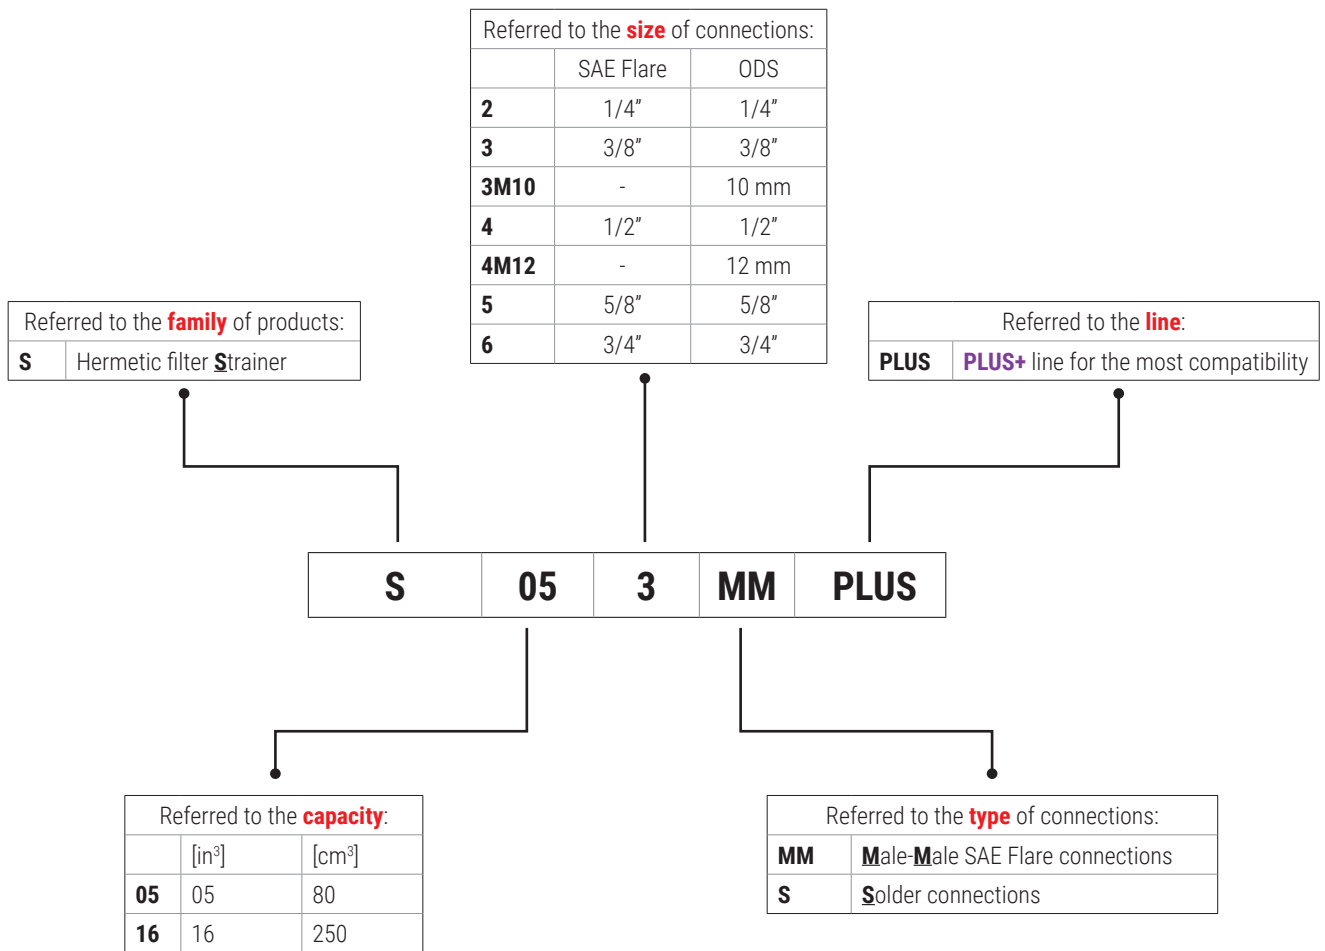 Referred to the size of connections:
SAE Flare ODS
2 1/4" 1/4"
3 3/8" 3/8"
3M10 - 10 mm
4 1/2" 1/2"
4M12 - 12 mm
5 5/8" 5/8"
6 3/4" 3/4"
Referred to the family of products:
S Hermetic filter Strainer
Referred to the line:
PLUS PLUS+ line for the most compatibility
S 05 3 MM PLUS
Referred to the capacity:
[in³] [cm³]
05 05 80
16 16 250
Referred to the type of connections:
MM Male-Male SAE Flare connections
S Solder connections